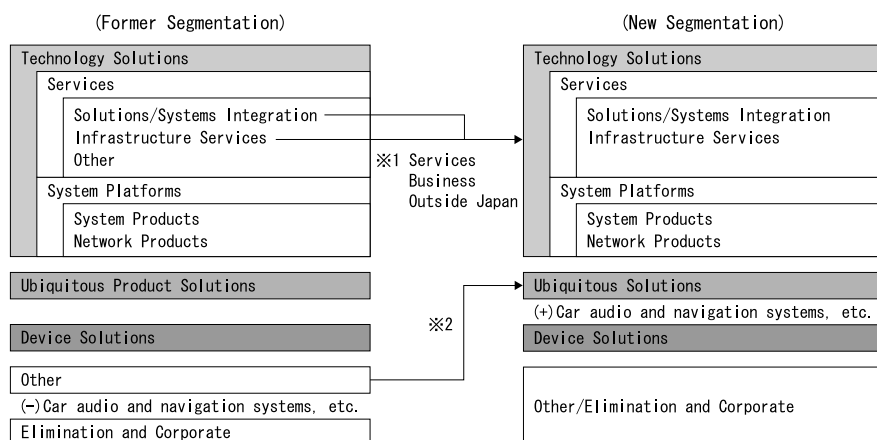 (Former Segmentation)
Technology Solutions
Services
Solutions/Systems Integration
Infrastructure Services
Other
System Platforms
System Products
Network Products
Ubiquitous Product Solutions
Device Solutions
Other
(−)Car audio and navigation systems, etc.
Elimination and Corporate
※1 Services
Business
Outside Japan
※2
(New Segmentation)
Technology Solutions
Services
Solutions/Systems Integration
Infrastructure Services
System Platforms
System Products
Network Products
Ubiquitous Solutions
(+)Car audio and navigation systems, etc.
Device Solutions
Other/Elimination and Corporate